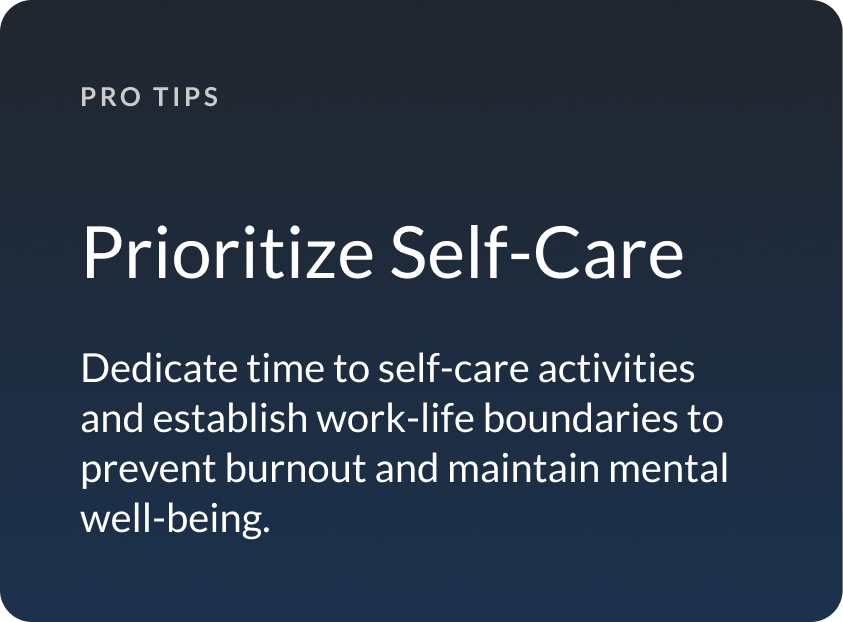 PRO TIPS
Prioritize Self-Care
Dedicate time to self-care activities
and establish work-life boundaries to
prevent burnout and maintain mental
well-being.